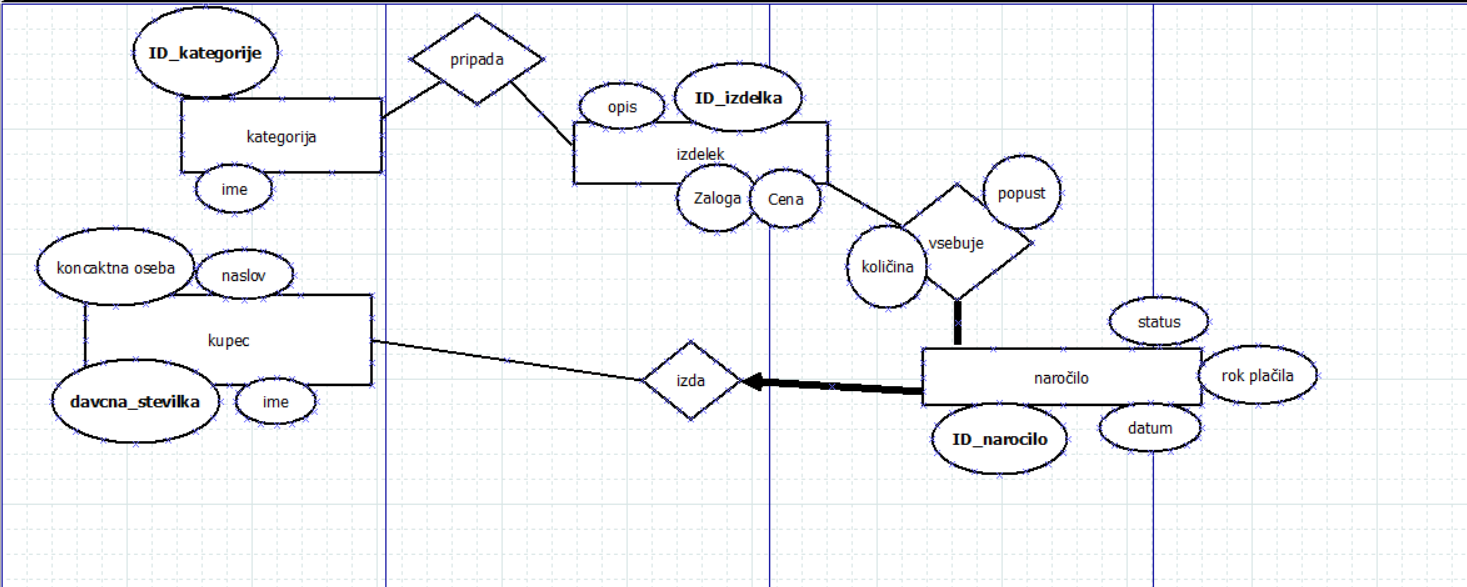 ID_kategorije
pripada
kategorija
ime
opis
ID_izdelka
izdelek
Zaloga
Cena
popust
vsebuje
količina
koncaktna oseba
naslov
kupec
davcna_stevilka
ime
izda
status
naročilo
rok plačila
ID_narocilo
datum